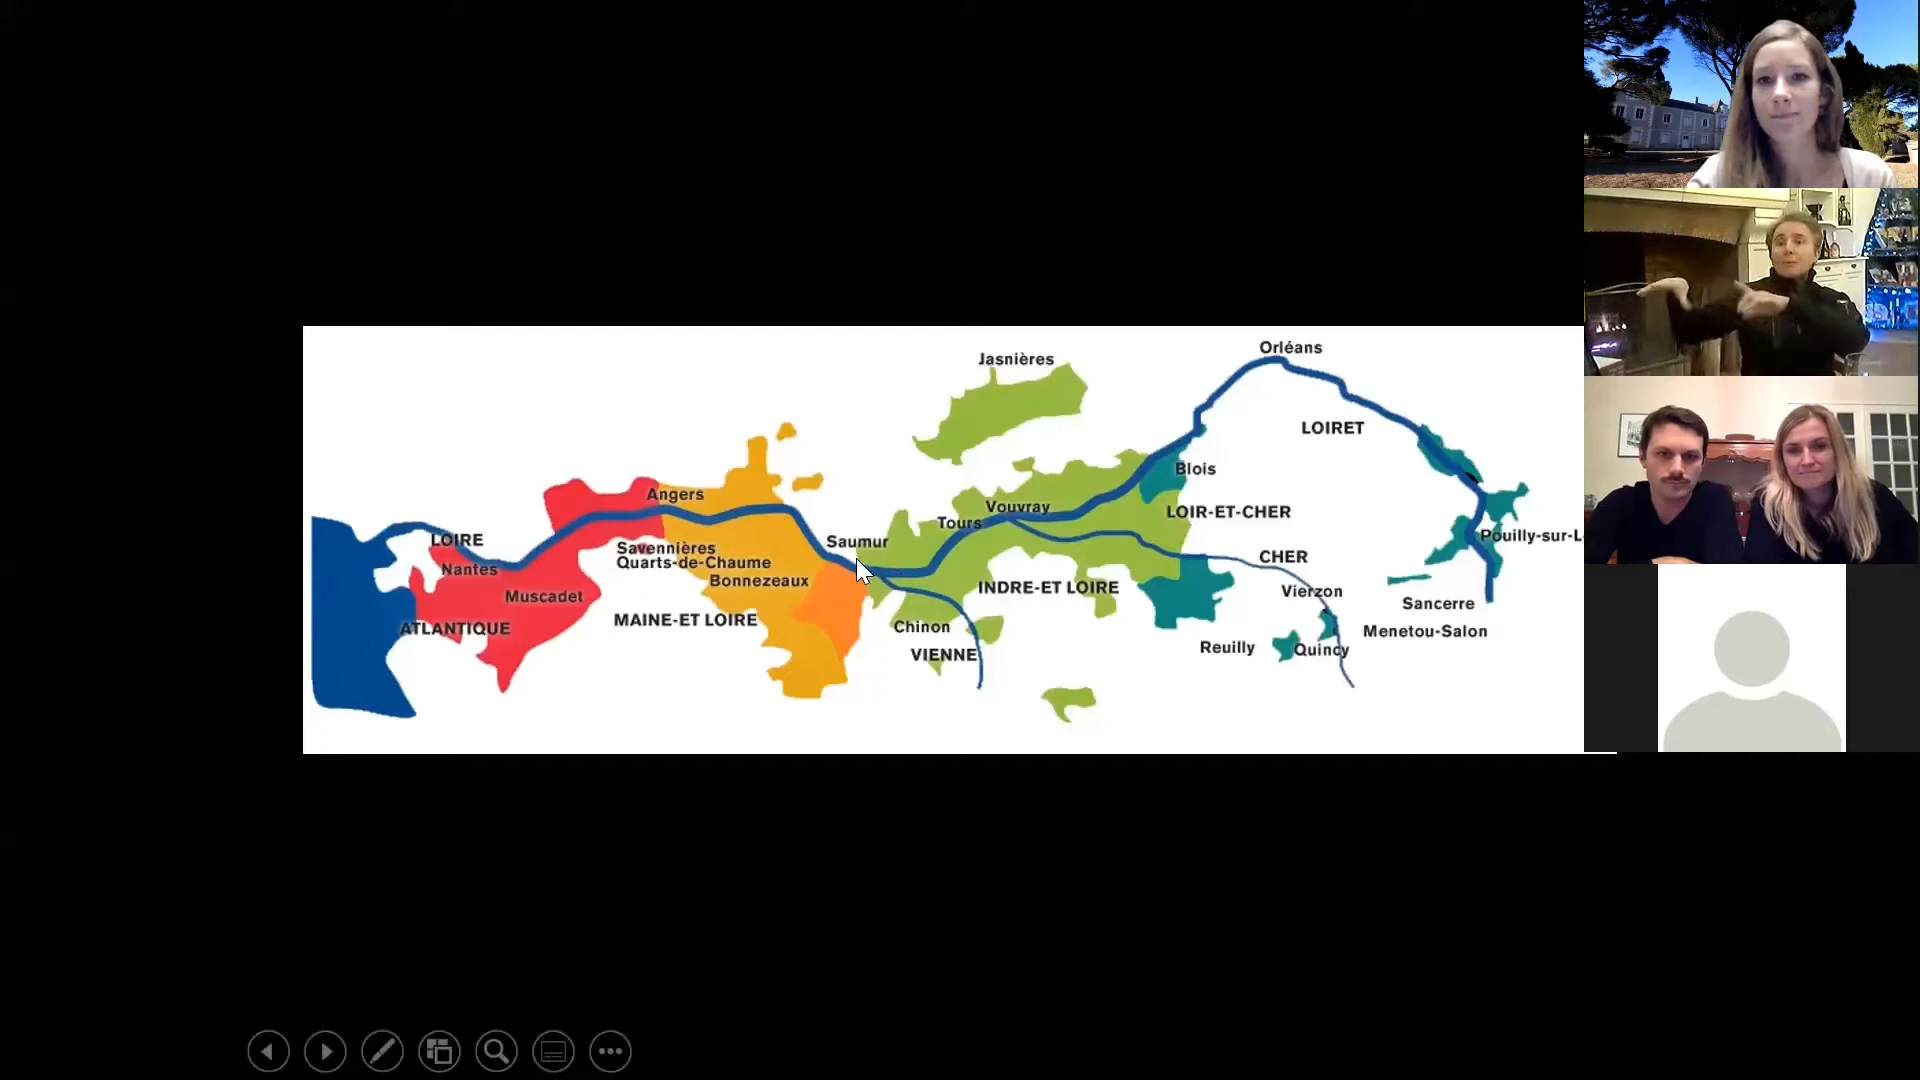 Orléans
Jasnières
LOIRET
Blois
Angers
Vouvray
LOIR-ET-CHER
Tours
LOIRE
Saumur
Pouilly-sur-L
Savennières
CHER
Quarts-de-Chaume
Nantes
Bonnezeaux
INDRE-ET LOIRE
Vierzon
Muscadet
Sancerre
MAINE-ET LOIRE
ATLANTIQUE
Chinon
Menetou-Salon
VIENNE
Reuilly
Quincy